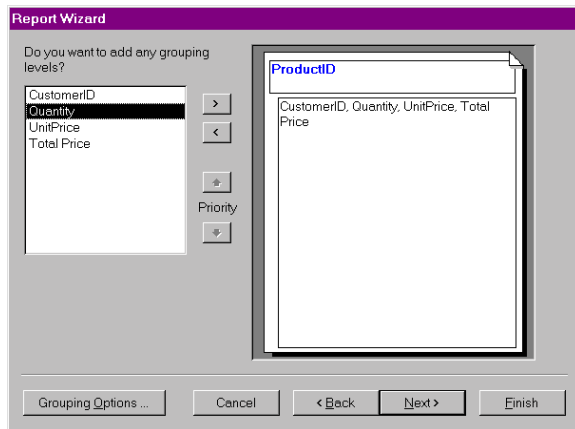 Report Wizard
Do you want to add any grouping
levels?
CustomerID
Quantity
UnitPrice
Total Price
>
<
Priority
ProductID
CustomerID, Quantity, UnitPrice, Total
Price
Grouping Options ...
Cancel
< Back
Next >
Finish